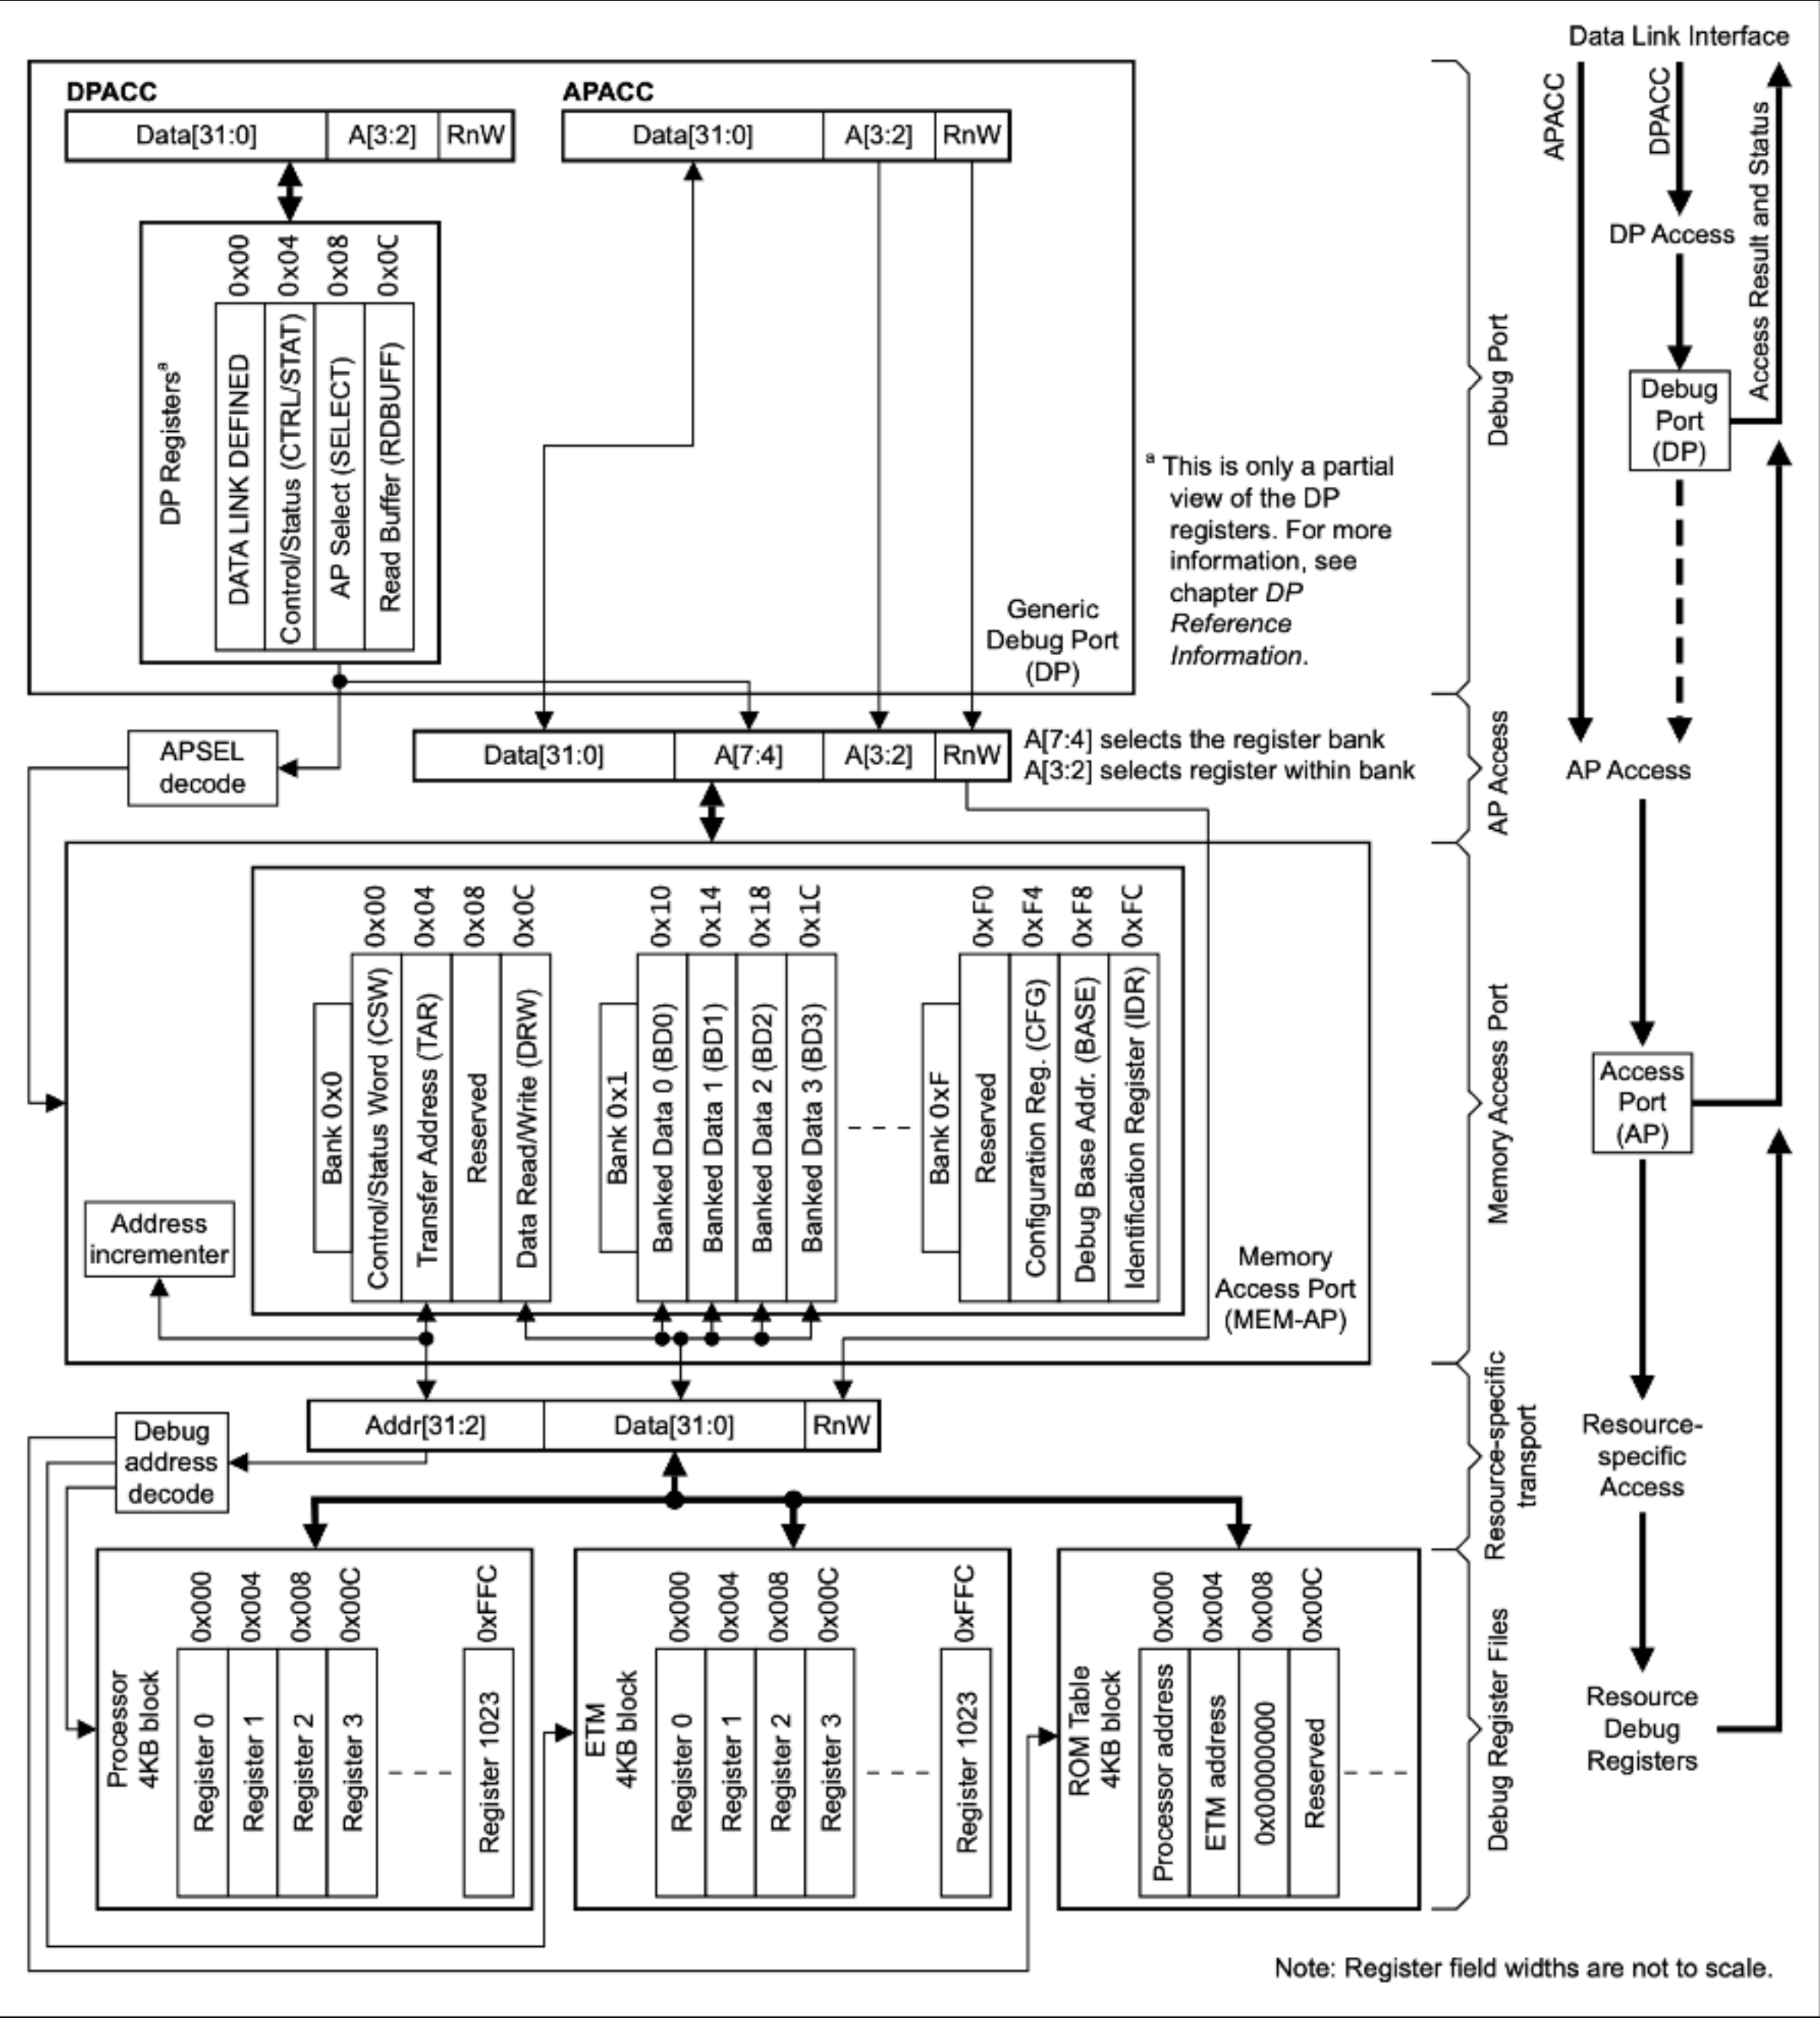 Data Link Interface
APACC
DPACC
Access Result and Status
DP Access
Debug
Port
(DP)
AP Access
Access
Port
(AP)
Resource-
specific
Access
Resource
Debug
Registers
DPACC
Data[31:0] A[3:2] RnW
APACC
Data[31:0] A[3:2] RnW
DP Registersª
0x00 0x04 0x08 0x0C
DATA LINK DEFINED
Control/Status (CTRL/STAT)
AP Select (SELECT)
Read Buffer (RDBUFF)
Generic
Debug Port
(DP)
ª This is only a partial
view of the DP
registers. For more
information, see
chapter DP
Reference
Information.
Debug Port
APSEL
decode
Data[31:0] A[7:4] A[3:2] RnW
A[7:4] selects the register bank
A[3:2] selects register within bank
AP Access
0x00 0x04 0x08 0x0C
Bank 0x0
Control/Status Word (CSW)
Transfer Address (TAR)
Reserved
Data Read/Write (DRW)
0x10 0x14 0x18 0x1C
Bank 0x1
Banked Data 0 (BD0)
Banked Data 1 (BD1)
Banked Data 2 (BD2)
Banked Data 3 (BD3)
0xF0 0xF4 0xF8 0xFC
Bank 0xF
Reserved
Configuration Reg. (CFG)
Debug Base Addr. (BASE)
Identification Register (IDR)
Address
incrementer
Memory
Access Port
(MEM-AP)
Memory Access Port
Addr[31:2] Data[31:0] RnW
Debug
address
decode
Resource-specific
transport
Processor
4KB block
0x000 0x004 0x008 0x00C 0xFFC
Register 0
Register 1
Register 2
Register 3
Register 1023
ETM
4KB block
0x000 0x004 0x008 0x00C 0xFFC
Register 0
Register 1
Register 2
Register 3
Register 1023
ROM Table
4KB block
0x000 0x004 0x008 0x00C
Processor address
ETM address
0x00000000
Reserved
Debug Register Files
Note: Register field widths are not to scale.